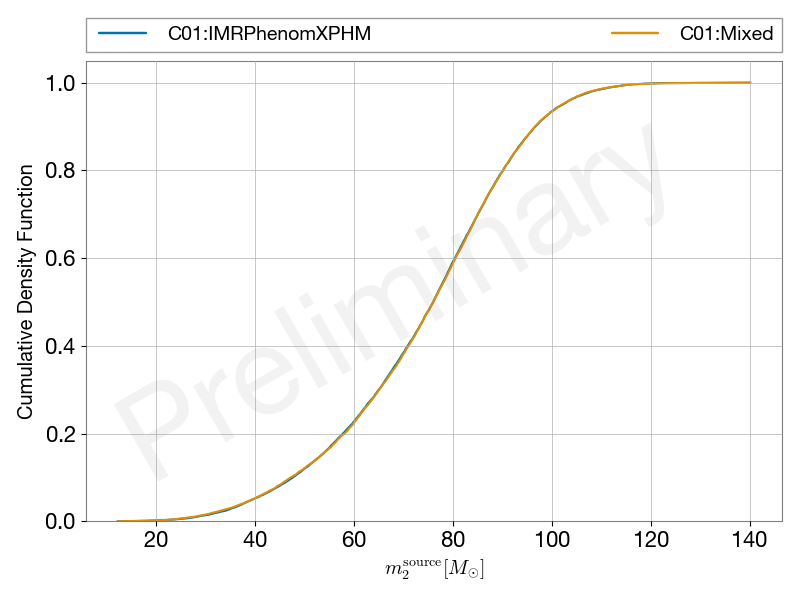 C01:IMRPhenomXPHM C01:Mixed
1.0
0.8
0.6
0.4
0.2
0.0
Cumulative Density Function
Preliminary
20 40 60 80 100 120 140
m₂^source [M_⊙]